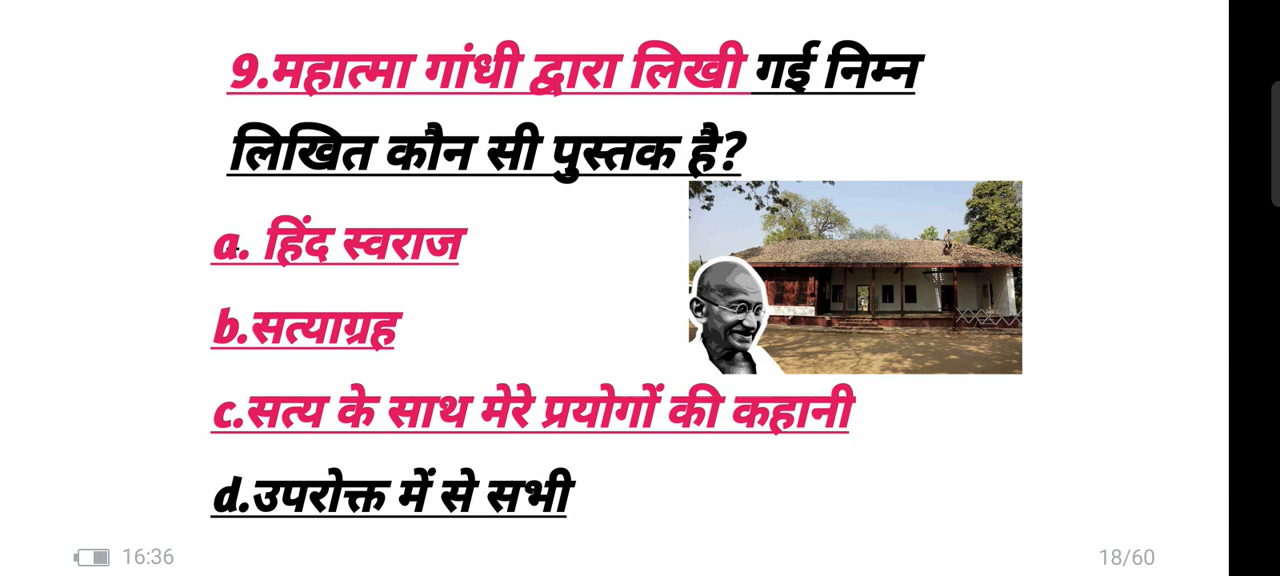 9.महात्मा गांधी द्वारा लिखी गई निम्न
लिखित कौन सी पुस्तक है?
a. हिंद स्वराज
b.सत्याग्रह
c.सत्य के साथ मेरे प्रयोगों की कहानी
d.उपरोक्त में से सभी
16:36
18/60